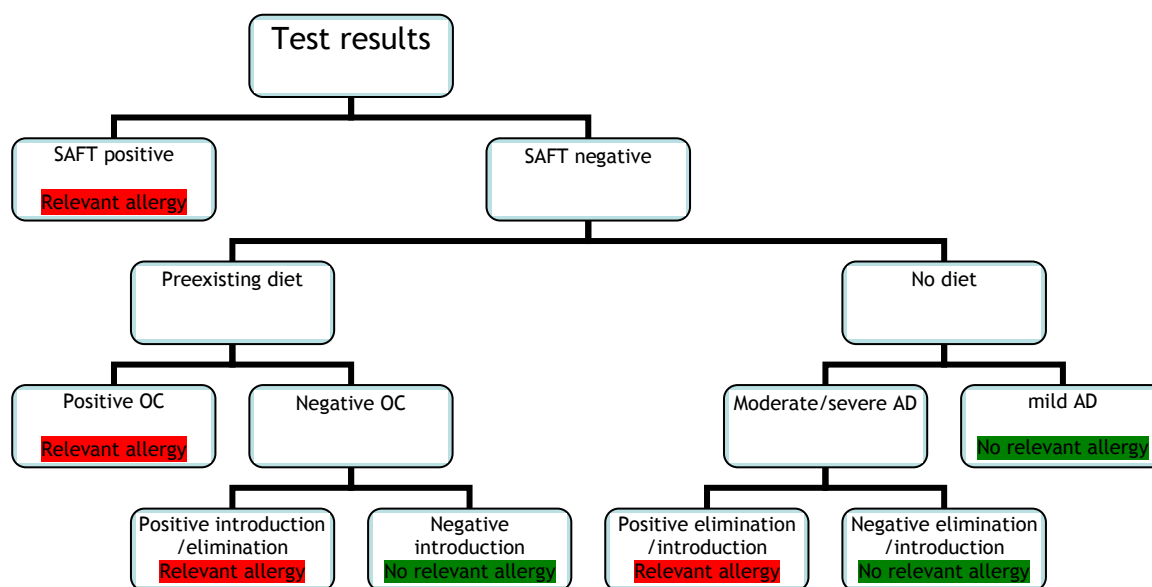 Test results
SAFT positive
Relevant allergy
SAFT negative
Preexisting diet
No diet
Positive OC
Relevant allergy
Negative OC
Moderate/severe AD
mild AD
No relevant allergy
Positive introduction
/elimination
Relevant allergy
Negative
introduction
No relevant allergy
Positive elimination
/introduction
Relevant allergy
Negative elimination
/introduction
No relevant allergy